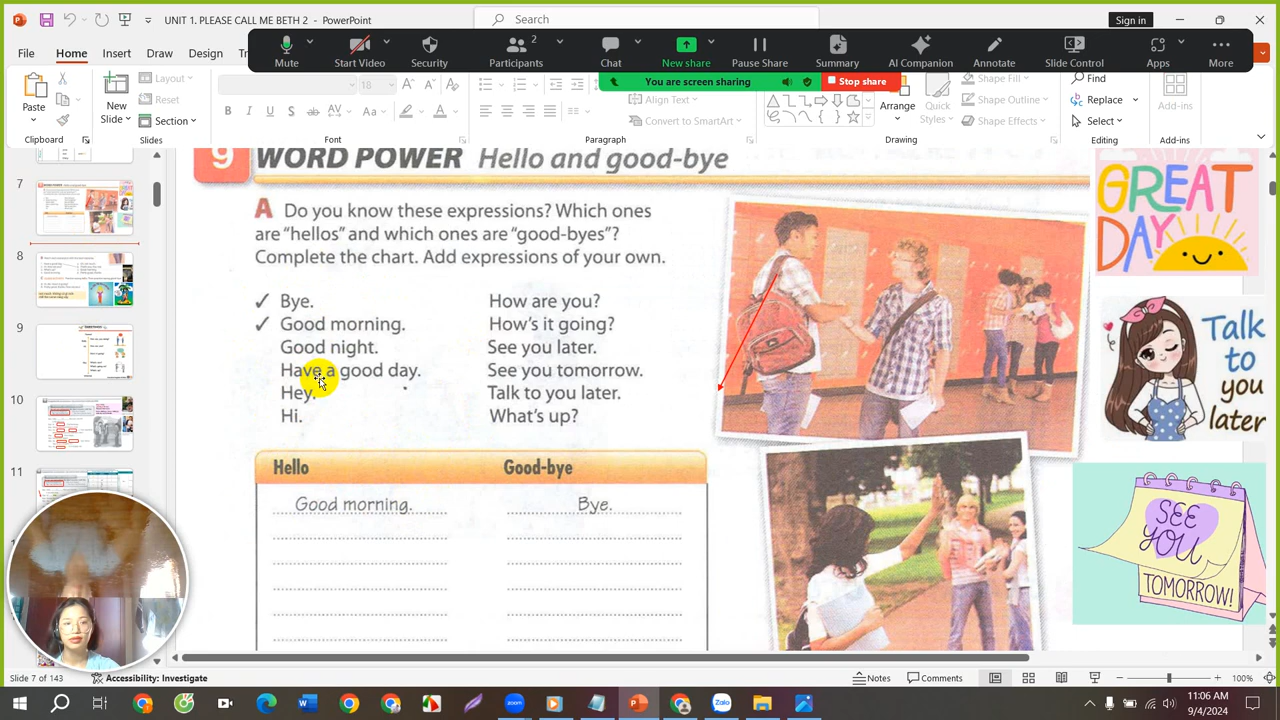 UNIT 1. PLEASE CALL ME BETH 2 - PowerPoint
Search
Sign in
File
Home
Insert
Draw
Design
Mute
Start Video
Security
Participants
2
Chat
New share
Pause Share
Summary
AI Companion
Annotate
Slide Control
Apps
More
You are screen sharing
Stop share
Paste
New
Slide
Layout
Reset
Section
18
B I U S ab AV Aa
Align Text
Convert to SmartArt
Arrange
Quick
Styles
Shape Fill
Shape Outline
Shape Effects
Find
Replace
Select
Add-ins
Clipboard
Slides
Font
Paragraph
Drawing
Editing
Add-ins
7
8
9
10
11
9 WORD POWER Hello and good-bye
A Do you know these expressions? Which ones
are “hellos” and which ones are “good-byes”?
Complete the chart. Add expressions of your own.
✓ Bye.
✓ Good morning.
Good night.
Have a good day.
Hey.
Hi.
How are you?
How’s it going?
See you later.
See you tomorrow.
Talk to you later.
What’s up?
Hello
Good-bye
Good morning.
Bye.
GREAT
DAY
Talk
to
you
later
SEE
YOU
TOMORROW!
Slide 7 of 143
Accessibility: Investigate
Notes
Comments
100%
Zalo
11:06 AM
9/4/2024